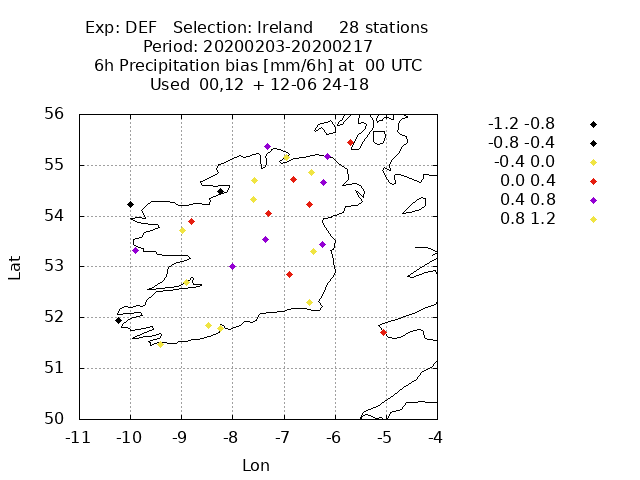 Exp: DEF Selection: Ireland 28 stations
Period: 20200203-20200217
6h Precipitation bias [mm/6h] at 00 UTC
Used 00,12 + 12-06 24-18
-1.2 -0.8
-0.8 -0.4
-0.4 0.0
0.0 0.4
0.4 0.8
0.8 1.2
56
55
54
53
52
51
50
Lat
-11 -10 -9 -8 -7 -6 -5 -4
Lon